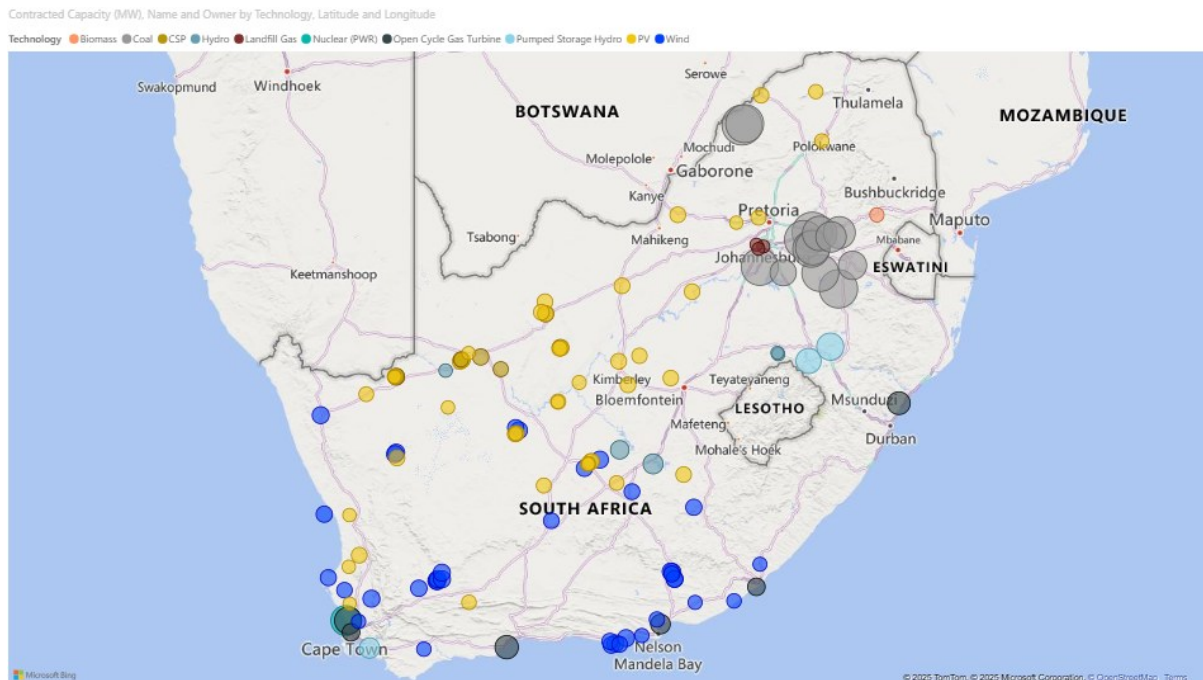 Contracted Capacity (MW), Name and Owner by Technology, Latitude and Longitude
Technology Biomass Coal CSP Hydro Landfill Gas Nuclear (PWR) Open Cycle Gas Turbine Pumped Storage Hydro PV Wind
Serowe
Swakopmund
Windhoek
Thulamela
BOTSWANA
MOZAMBIQUE
Mochudi
Polokwane
Molepolole
Gaborone
Kanye
Bushbuckridge
Pretoria
Maputo
Tsabong
Mahikeng
Mbabane
Johannesbu
ESWATINI
Keetmanshoop
Kimberley
Teyateyaneng
Bloemfontein
Msunduzi
LESOTHO
Mafeteng
Durban
Mohale's Hoek
SOUTH AFRICA
Cape Town
Nelson
Mandela Bay
Microsoft Bing
© 2025 TomTom, © 2025 Microsoft Corporation, © OpenStreetMap Terms